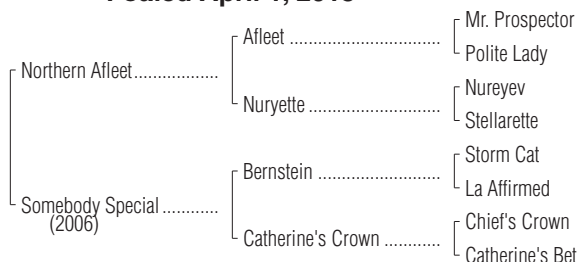 April 1,
Mr. Prospector
Afleet
Polite Lady
Northern Afleet
Nureyev
Nuryette
Stellarette
Storm Cat
Bernstein
La Affirmed
Somebody Special
(2006)
Chief's Crown
Catherine's Crown
Catherine's Bet